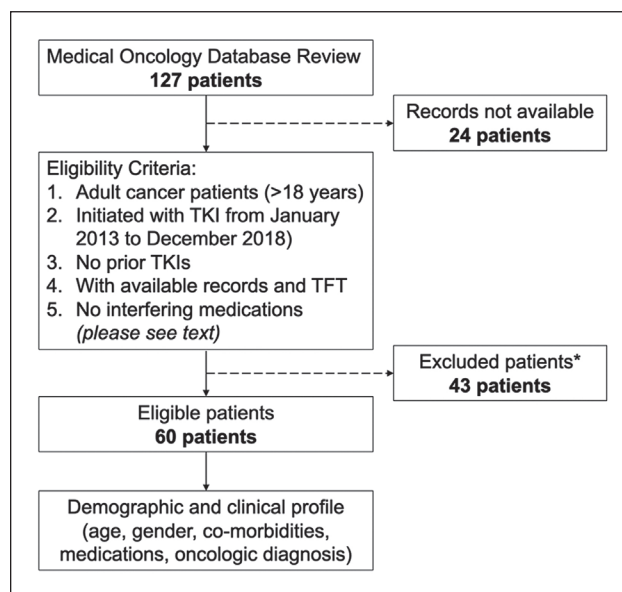 Medical Oncology Database Review
127 patients
Records not available
24 patients
Eligibility Criteria:
1. Adult cancer patients (>18 years)
2. Initiated with TKI from January
2013 to December 2018)
3. No prior TKIs
4. With available records and TFT
5. No interfering medications
(please see text)
Excluded patients*
43 patients
Eligible patients
60 patients
Demographic and clinical profile
(age, gender, co-morbidities,
medications, oncologic diagnosis)